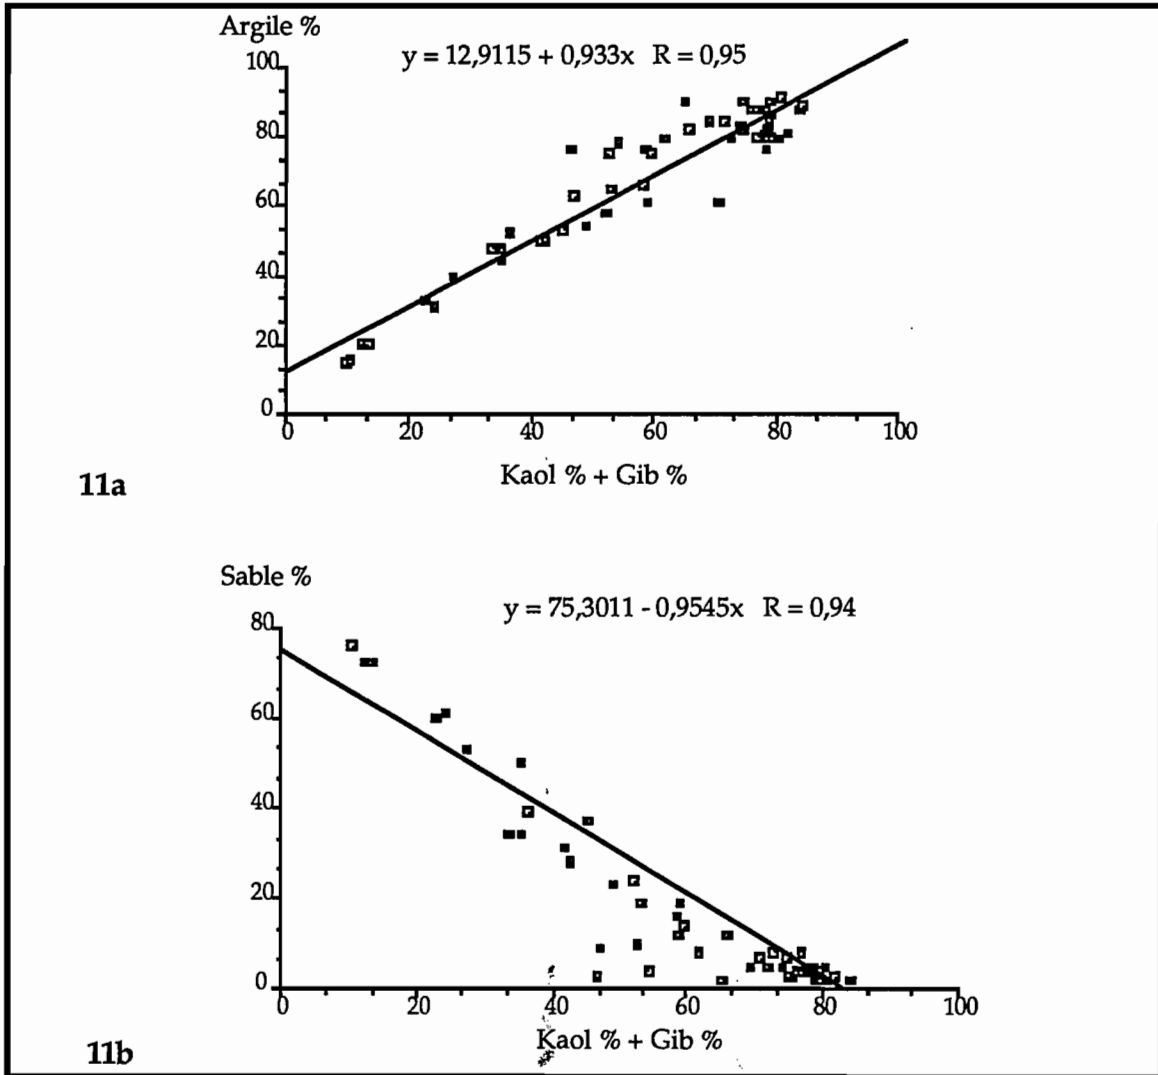 Argile %
y = 12,9115 + 0,933x R = 0,95
100
80
60
40
20
0
0 20 40 60 80 100
Kaol % + Gib %
11a
Sable %
y = 75,3011 - 0,9545x R = 0,94
80
60
40
20
0
0 20 40 60 80 100
Kaol % + Gib %
11b